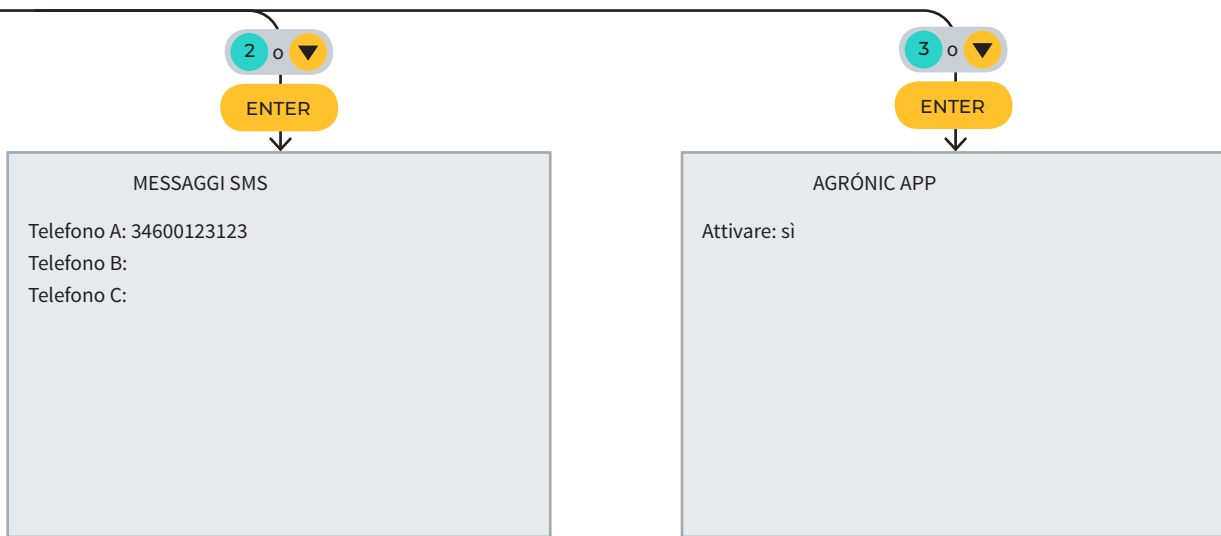 2 o ▼
ENTER
MESSAGGI SMS
Telefono A: 34600123123
Telefono B:
Telefono C:
3 o ▼
ENTER
AGRÓNIC APP
Attivare: sì